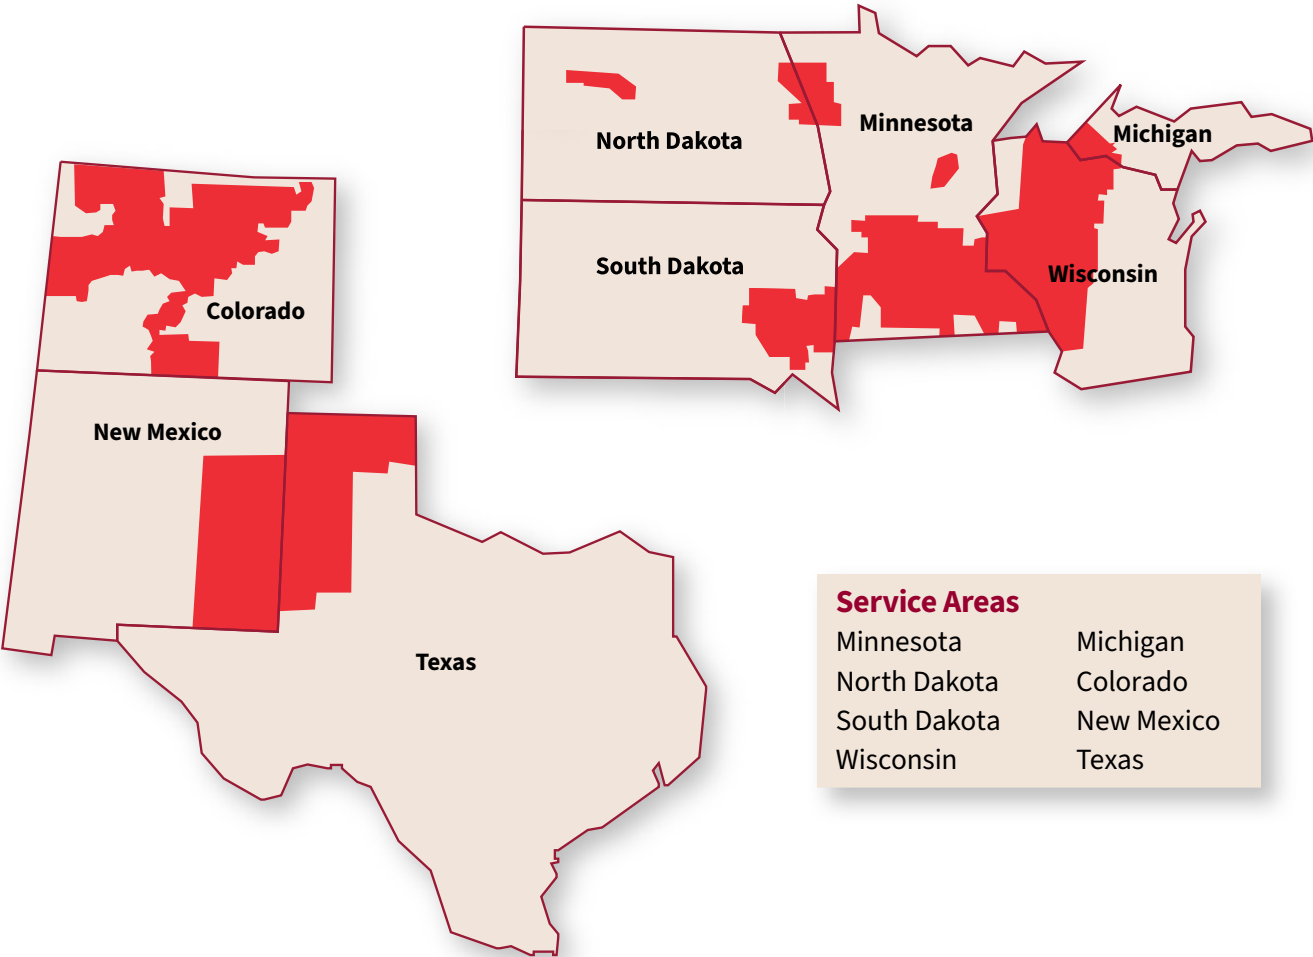 North Dakota
Minnesota
Michigan
South Dakota
Wisconsin
Colorado
New Mexico
Texas
Service Areas
Minnesota
North Dakota
South Dakota
Wisconsin
Michigan
Colorado
New Mexico
Texas